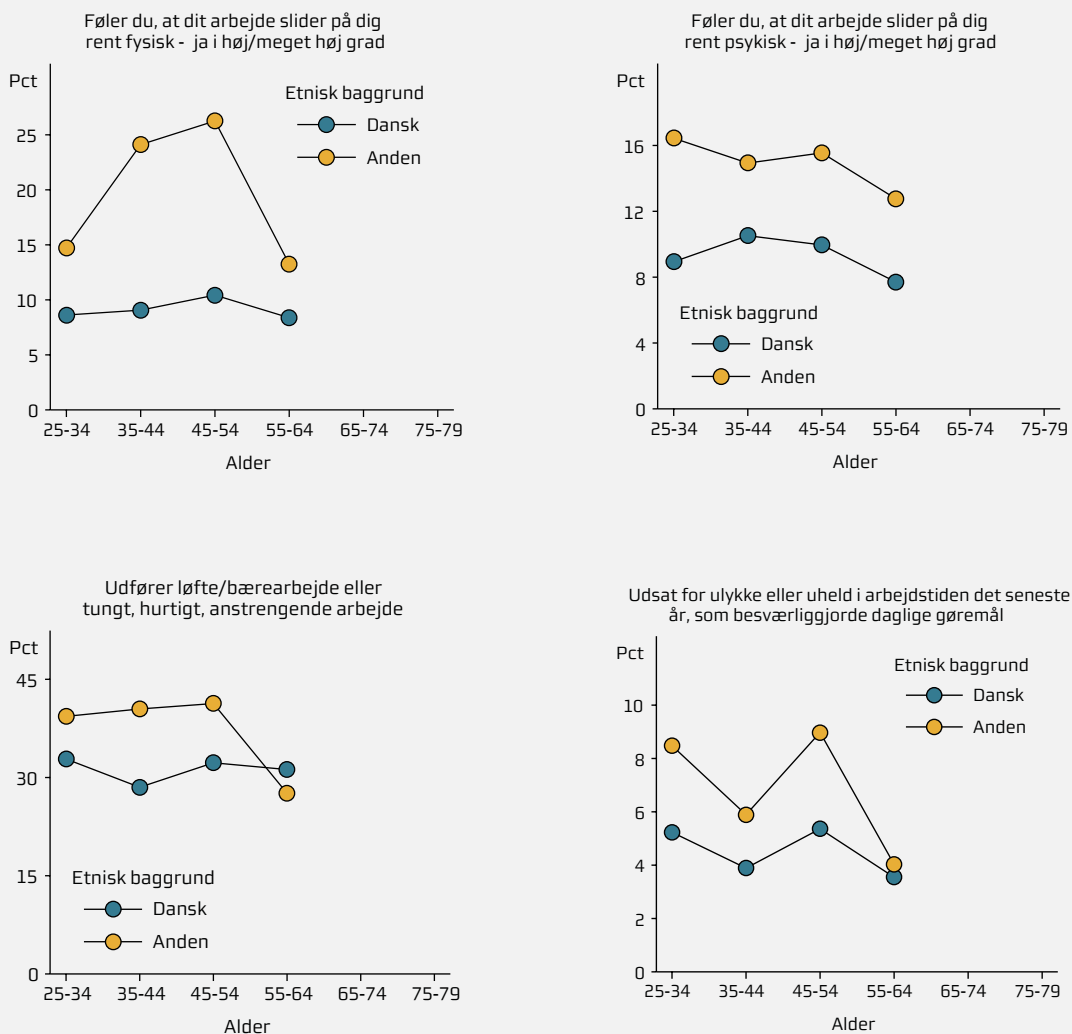 Føler du, at dit arbejde slider på dig
rent fysisk - ja i høj/meget høj grad
Pct
Etnisk baggrund
Dansk
Anden
25
20
15
10
5
0
25-34 35-44 45-54 55-64 65-74 75-79
Alder
Føler du, at dit arbejde slider på dig
rent psykisk - ja i høj/meget høj grad
Pct
16
12
8
4
0
Etnisk baggrund
Dansk
Anden
25-34 35-44 45-54 55-64 65-74 75-79
Alder
Udfører løfte/bærearbejde eller
tungt, hurtigt, anstrengende arbejde
Pct
45
30
15
0
Etnisk baggrund
Dansk
Anden
25-34 35-44 45-54 55-64 65-74 75-79
Alder
Udsat for ulykke eller uheld i arbejdstiden det seneste
år, som besværliggjorde daglige gøremål
Pct
Etnisk baggrund
Dansk
Anden
10
8
6
4
2
0
25-34 35-44 45-54 55-64 65-74 75-79
Alder